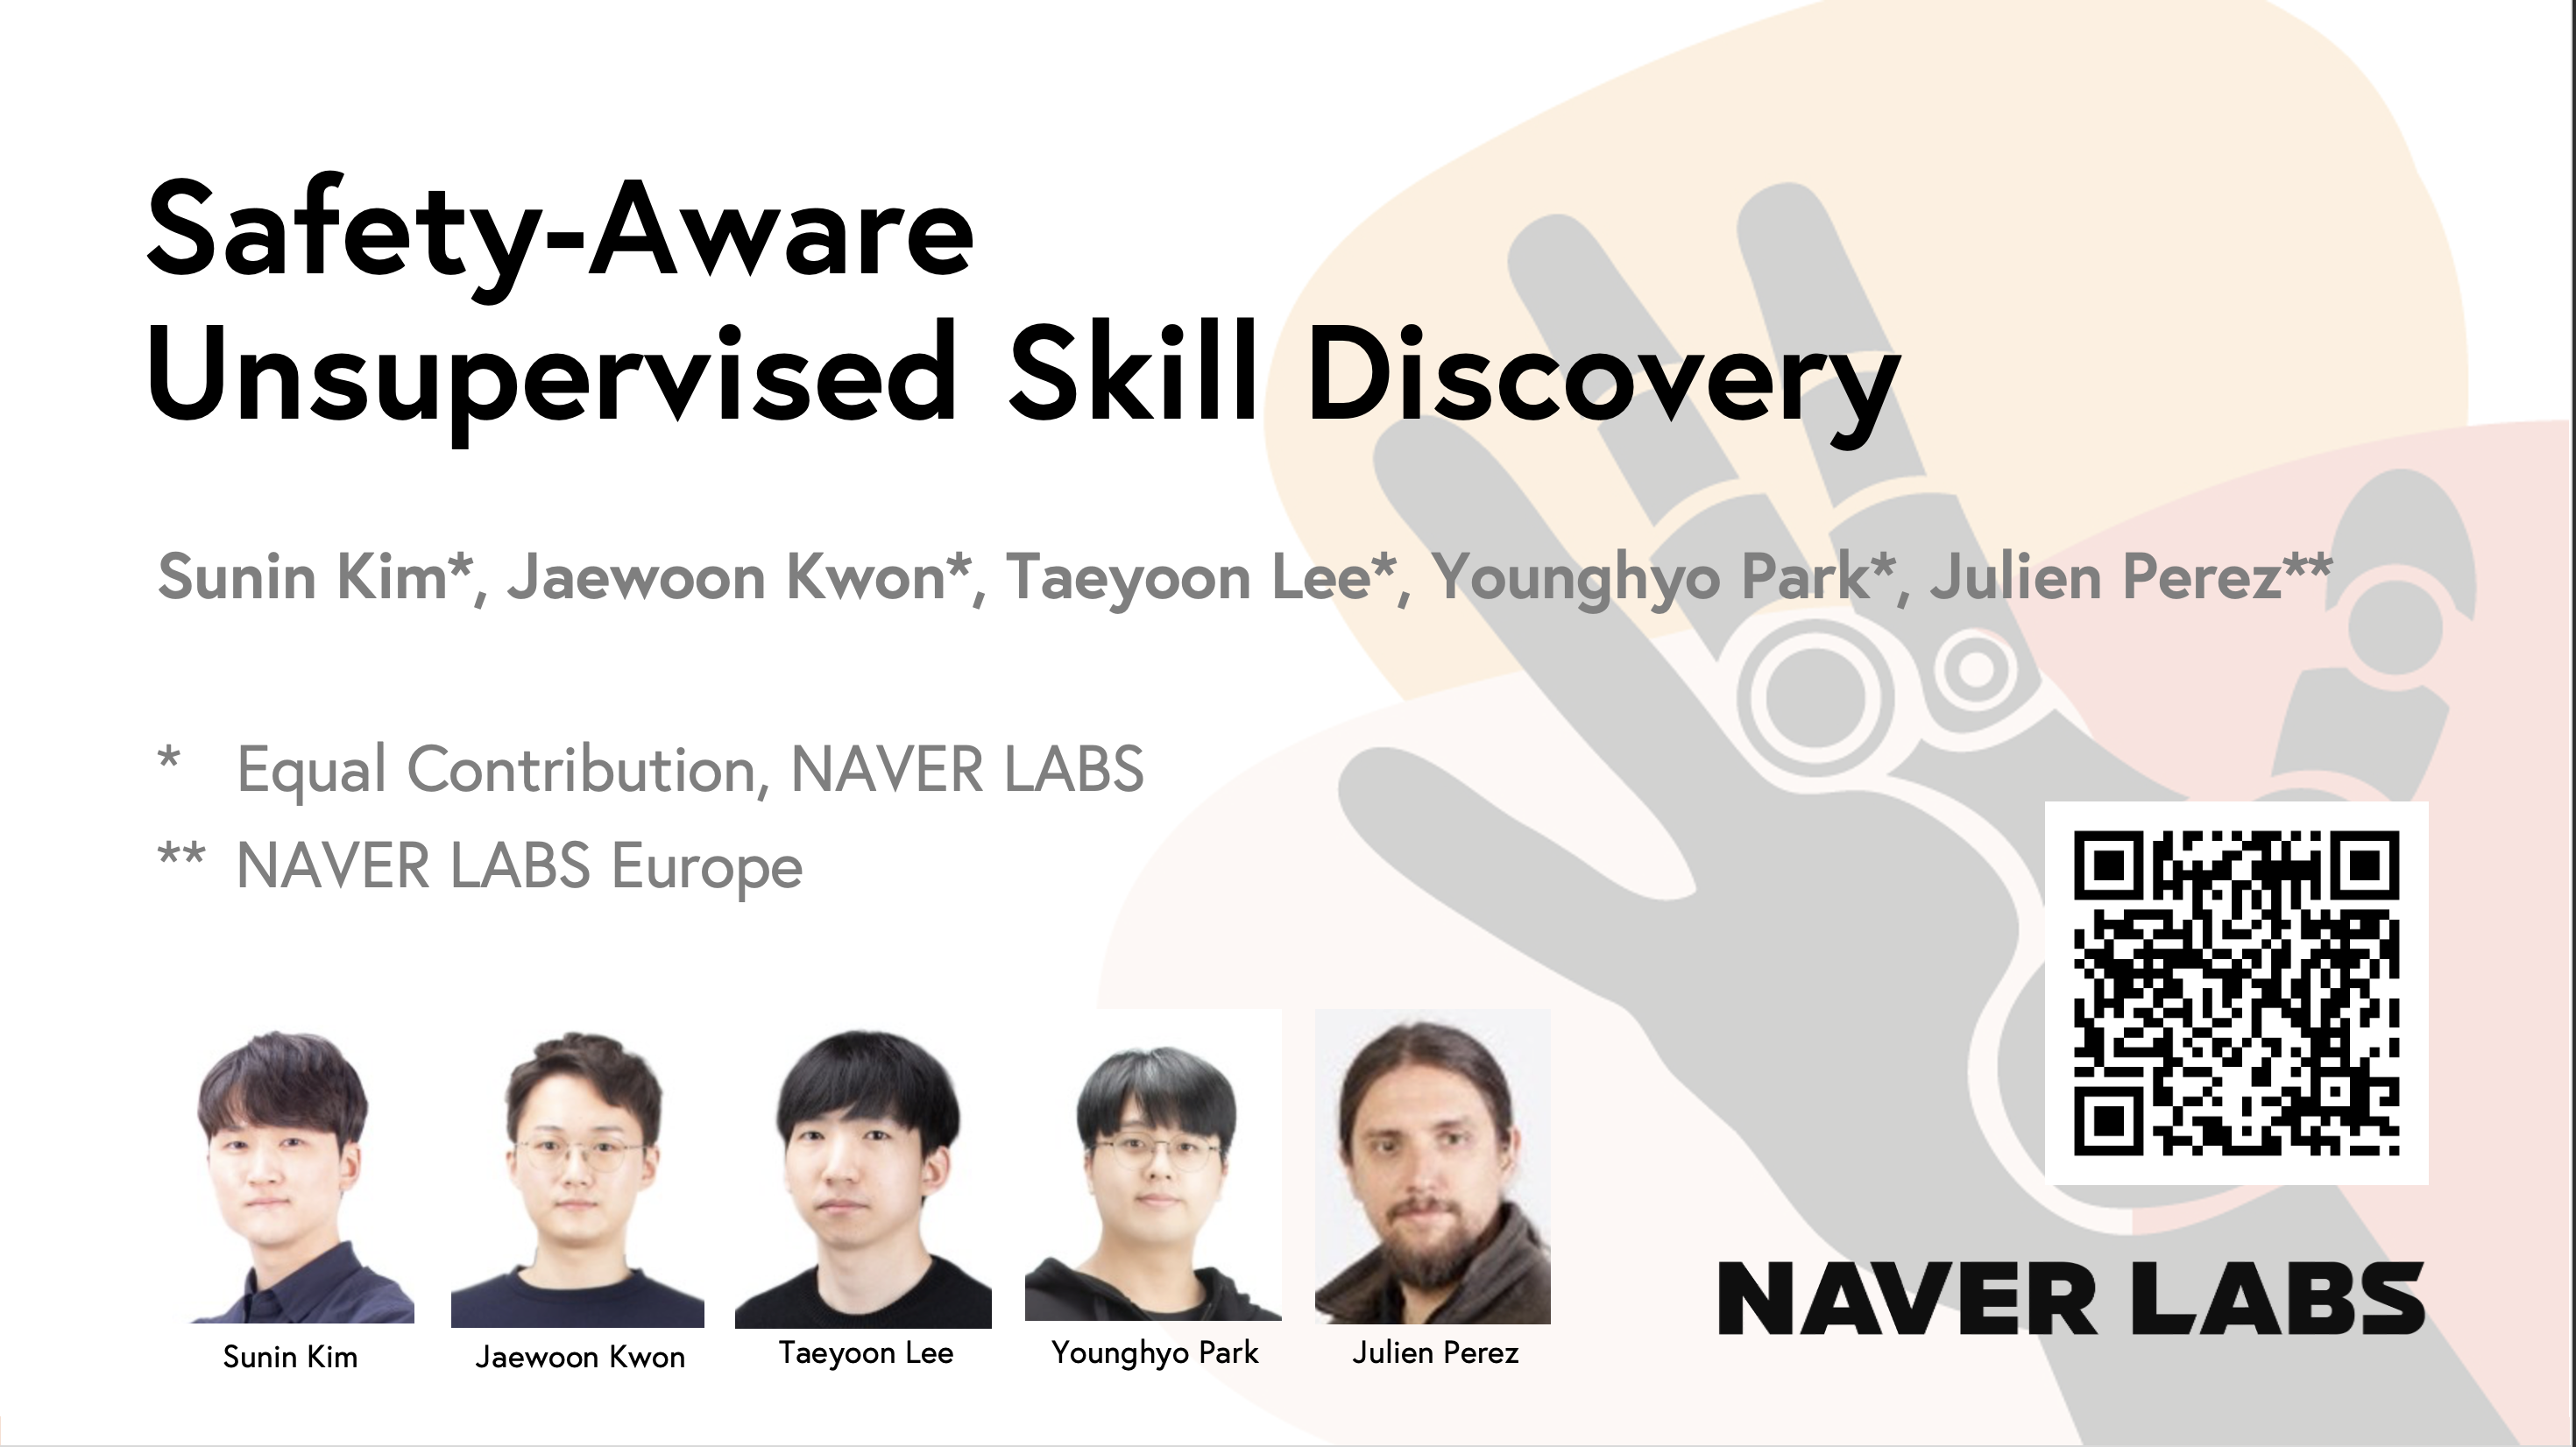 Safety-Aware
Unsupervised Skill Discovery
Sunin Kim*, Jaewoon Kwon*, Taeyoon Lee*, Younghyo Park*, Julien Perez**
* Equal Contribution, NAVER LABS
** NAVER LABS Europe
Sunin Kim
Jaewoon Kwon
Taeyoon Lee
Younghyo Park
Julien Perez
NAVER LABS